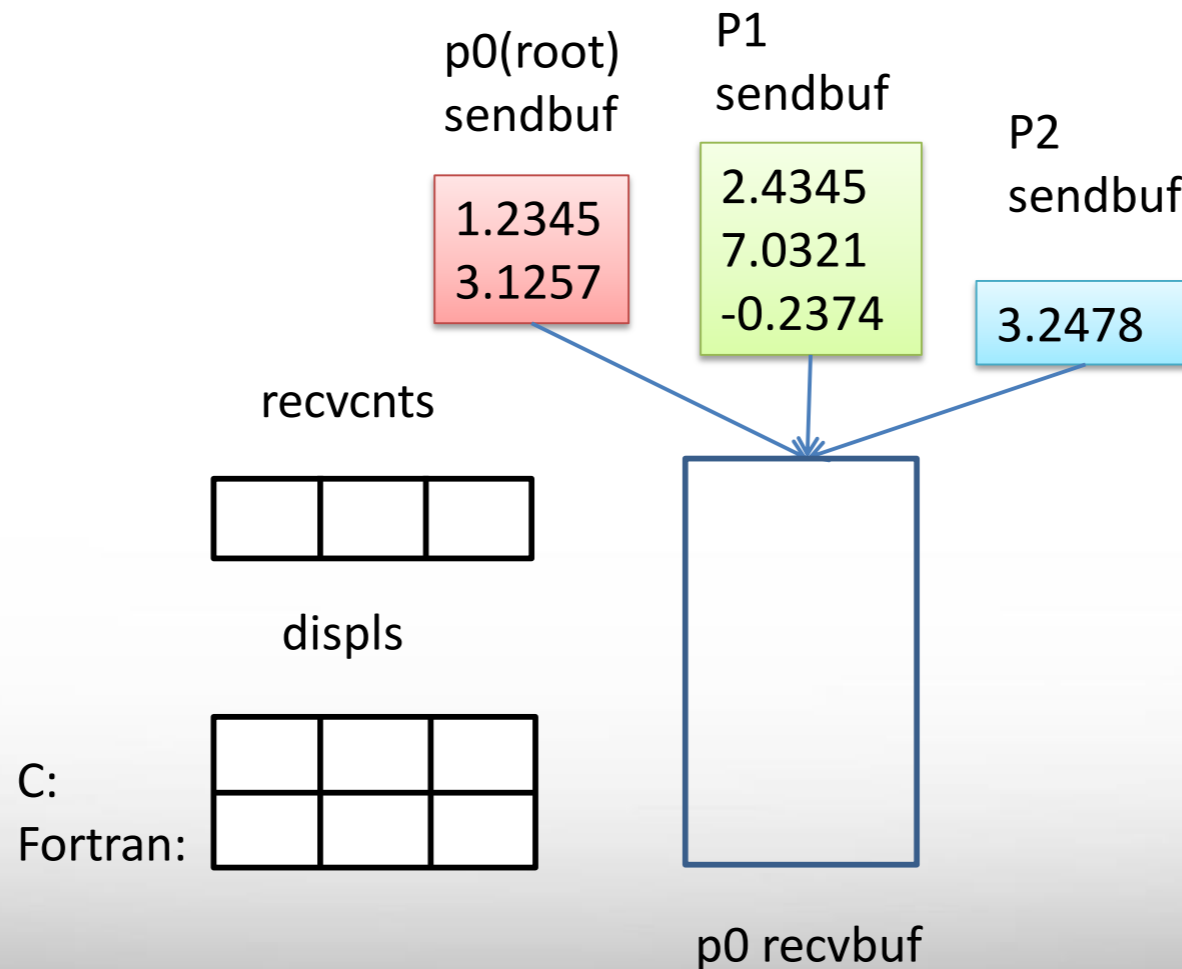 p0(root)
sendbuf
P1
sendbuf
P2
sendbuf
1.2345
3.1257
2.4345
7.0321
-0.2374
3.2478
recvcnts
displs
C:
Fortran:
p0 recvbuf